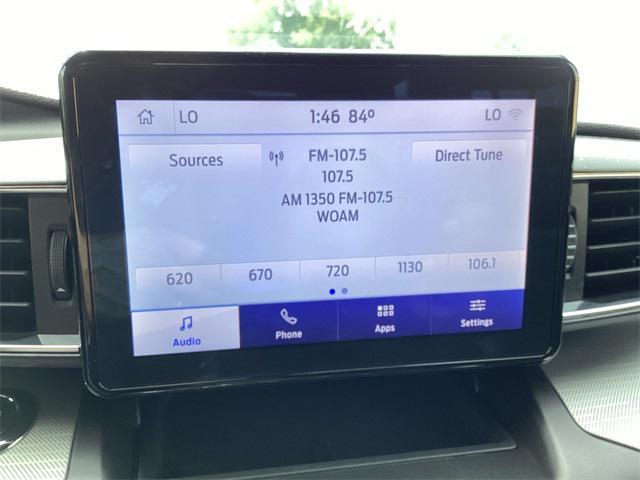 LO 1:46 84° LO
Sources FM-107.5 Direct Tune
107.5
AM 1350 FM-107.5
WOAM
620 670 720 1130 106.1
Audio Phone Apps Settings